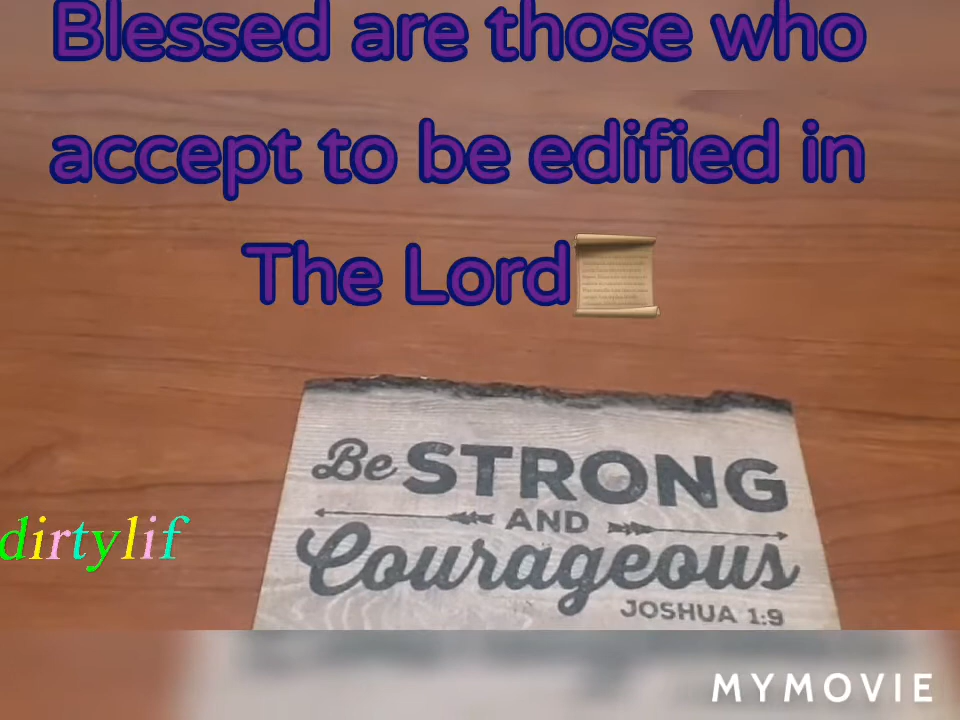 Blessed are those who
accept to be edified in
The Lord
Be STRONG
AND
Courageous
JOSHUA 1:9
dirtylif
MYMOVIE